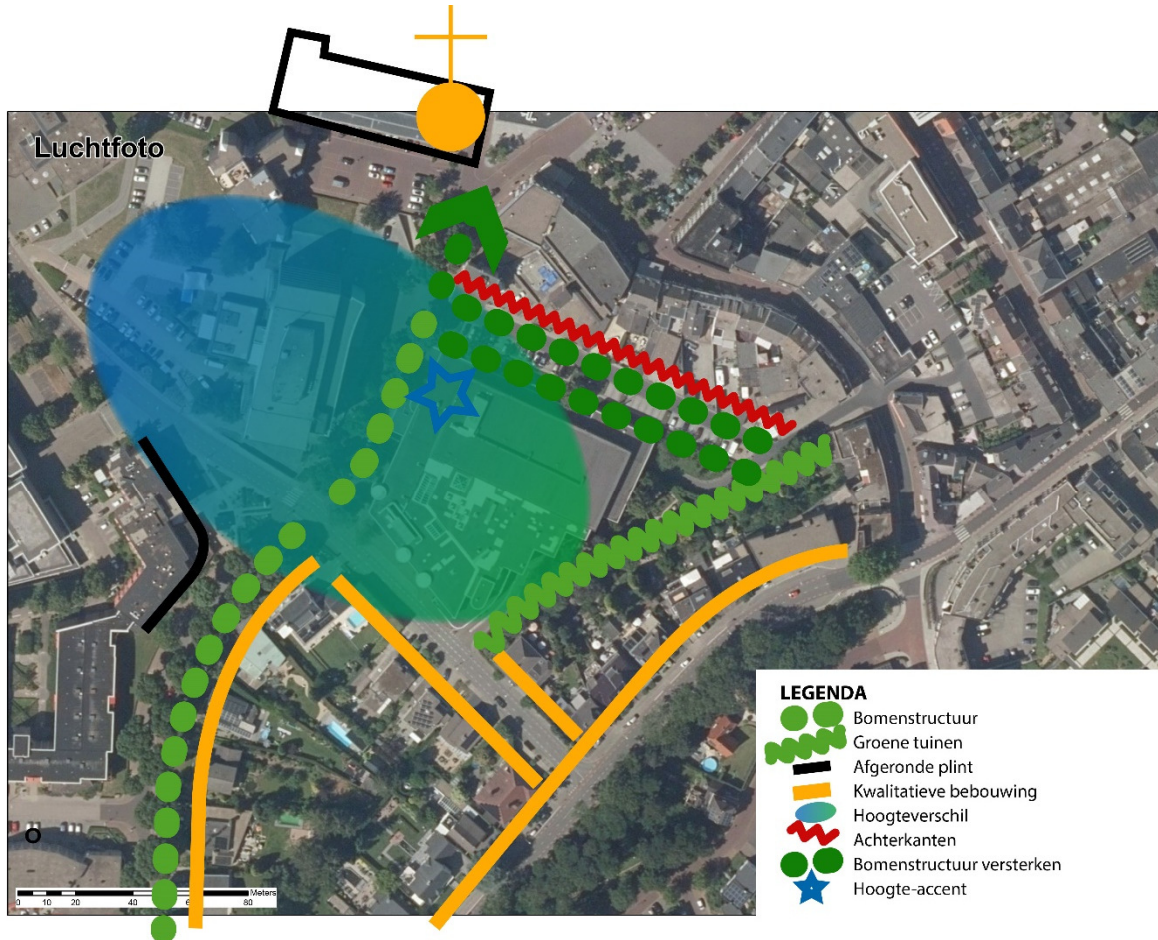 Luchtfoto
LEGENDA
Bomenstructuur
Groene tuinen
Afgeronde plint
Kwalitatieve bebouwing
Hoogteverschil
Achterkanten
Bomenstructuur versterken
Hoogte-accent
Meters
0 10 20 40 60 80